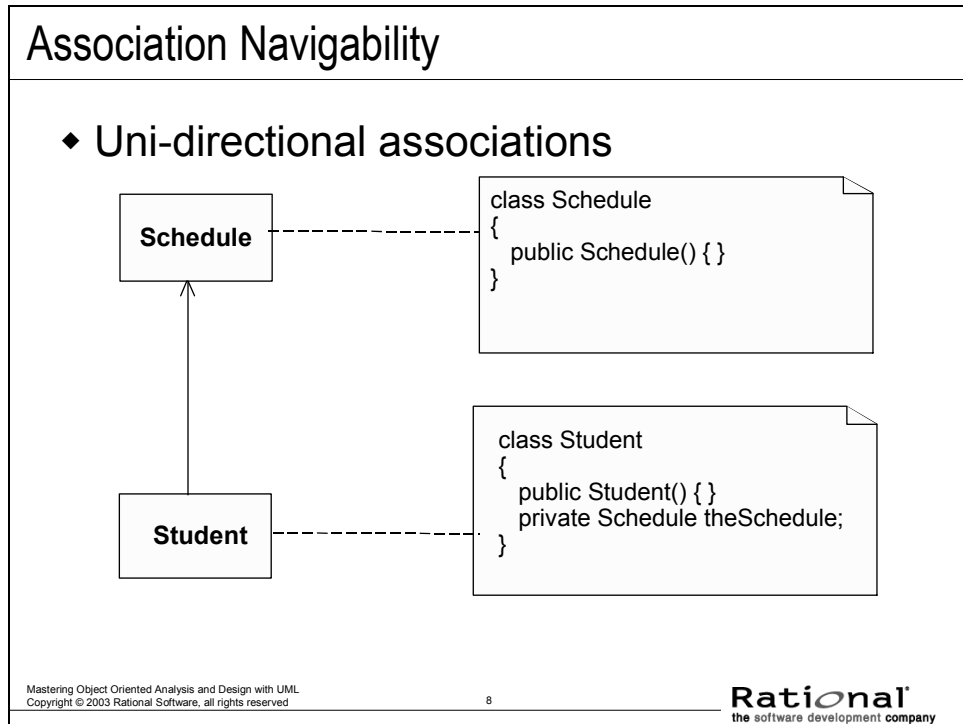 Association Navigability
◆ Uni-directional associations
Schedule
class Schedule
{
public Schedule() { }
}
Student
class Student
{
public Student() { }
private Schedule theSchedule;
}
Mastering Object Oriented Analysis and Design with UML
Copyright © 2003 Rational Software, all rights reserved
8
Rational
the software development company